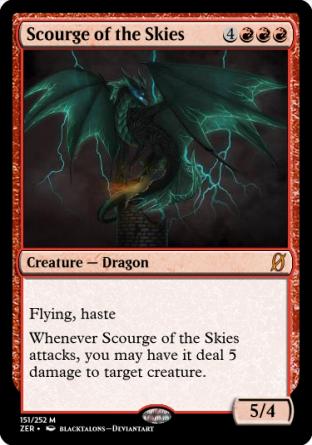 Scourge of the Skies 4
Creature — Dragon
Flying, haste
Whenever Scourge of the Skies
attacks, you may have it deal 5
damage to target creature.
5/4
151/252 M
ZER • Blacktalons—Deviantart